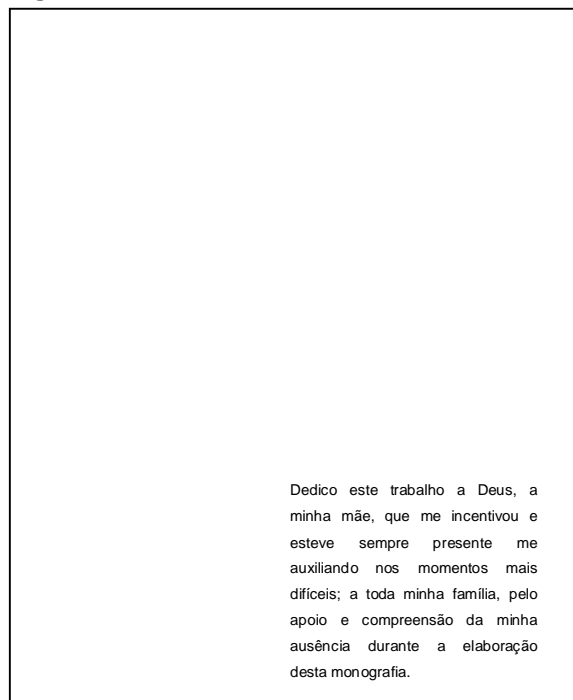 Dedico este trabalho a Deus, a
minha mãe, que me incentivou e
esteve sempre presente me
auxiliando nos momentos mais
difíceis; a toda minha família, pelo
apoio e compreensão da minha
ausência durante a elaboração
desta monografia.